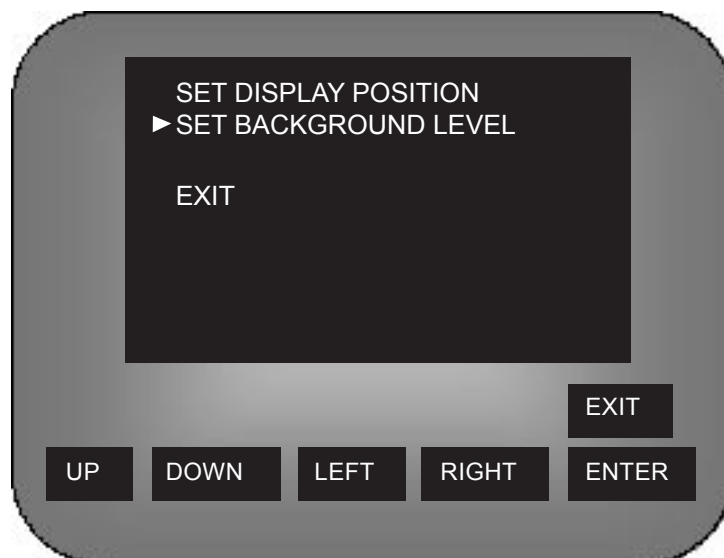 SET DISPLAY POSITION
►SET BACKGROUND LEVEL
EXIT
EXIT
UP DOWN LEFT RIGHT ENTER